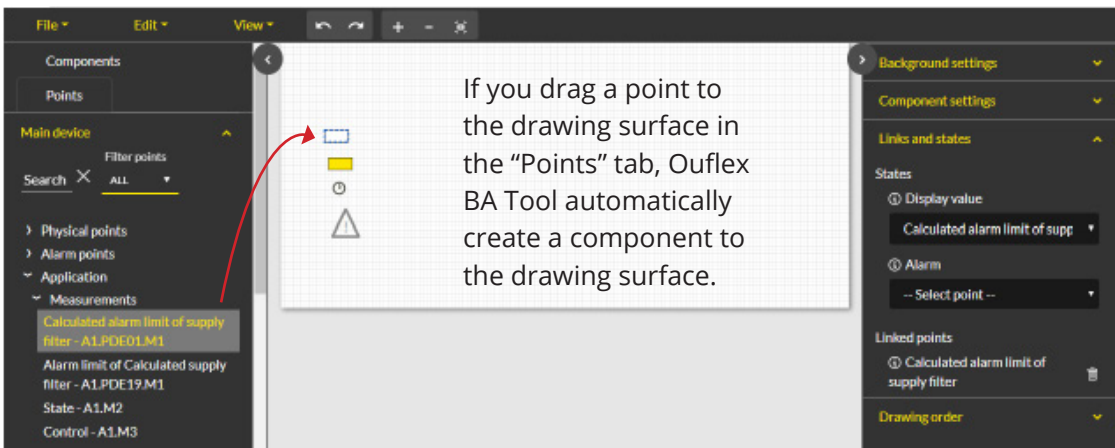 File Edit View
Components
Points
Main device
Filter points
Search ALL
Physical points
Alarm points
Application
Measurements
Calculated alarm limit of supply
filter - A1.PDE01.M1
Alarm limit of Calculated supply
filter - A1.PDE19.M1
State - A1.M2
Control - A1.M3
If you drag a point to
the drawing surface in
the “Points” tab, Ouflex
BA Tool automatically
create a component to
the drawing surface.
Background settings
Component settings
Links and states
States
Display value
Calculated alarm limit of supp
Alarm
-- Select point --
Linked points
Calculated alarm limit of
supply filter
Drawing order